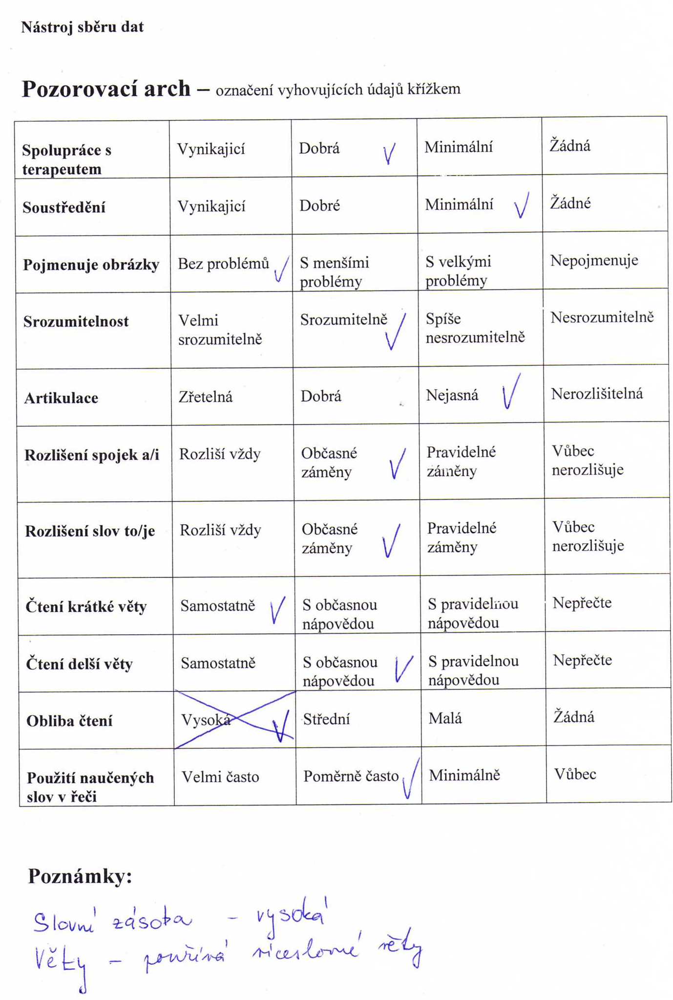 Nástroj sběru dat
Pozorovací arch – označení vyhovujících údajů křížkem
Spolupráce s terapeutem Vynikajicí Dobrá ✓ Minimální Žádná
Soustředění Vynikajicí Dobré Minimální ✓ Žádné
Pojmenuje obrázky Bez problémů ✓ S menšími problémy S velkými problémy Nepojmenuje
Srozumitelnost Velmi srozumitelně Srozumitelně ✓ Spíše nesrozumitelně Nesrozumitelně
Artikulace Zřetelná Dobrá Nejasná ✓ Nerozlišitelná
Rozlišení spojek a/i Rozliší vždy Občasné záměny ✓ Pravidelné záměny Vůbec nerozlišuje
Rozlišení slov to/je Rozliší vždy Občasné záměny ✓ Pravidelné záměny Vůbec nerozlišuje
Čtení krátké věty Samostatně ✓ S občasnou nápovědou S pravidelnou nápovědou Nepřečte
Čtení delší věty Samostatně S občasnou nápovědou ✓ S pravidelnou nápovědou Nepřečte
Obliba čtení Vysoká ✓ Střední Malá Žádná
Použití naučených slov v řeči Velmi často Poměrně často ✓ Minimálně Vůbec
Poznámky:
Slovní zásoba - vysoká
Věty - používá víceslovné věty